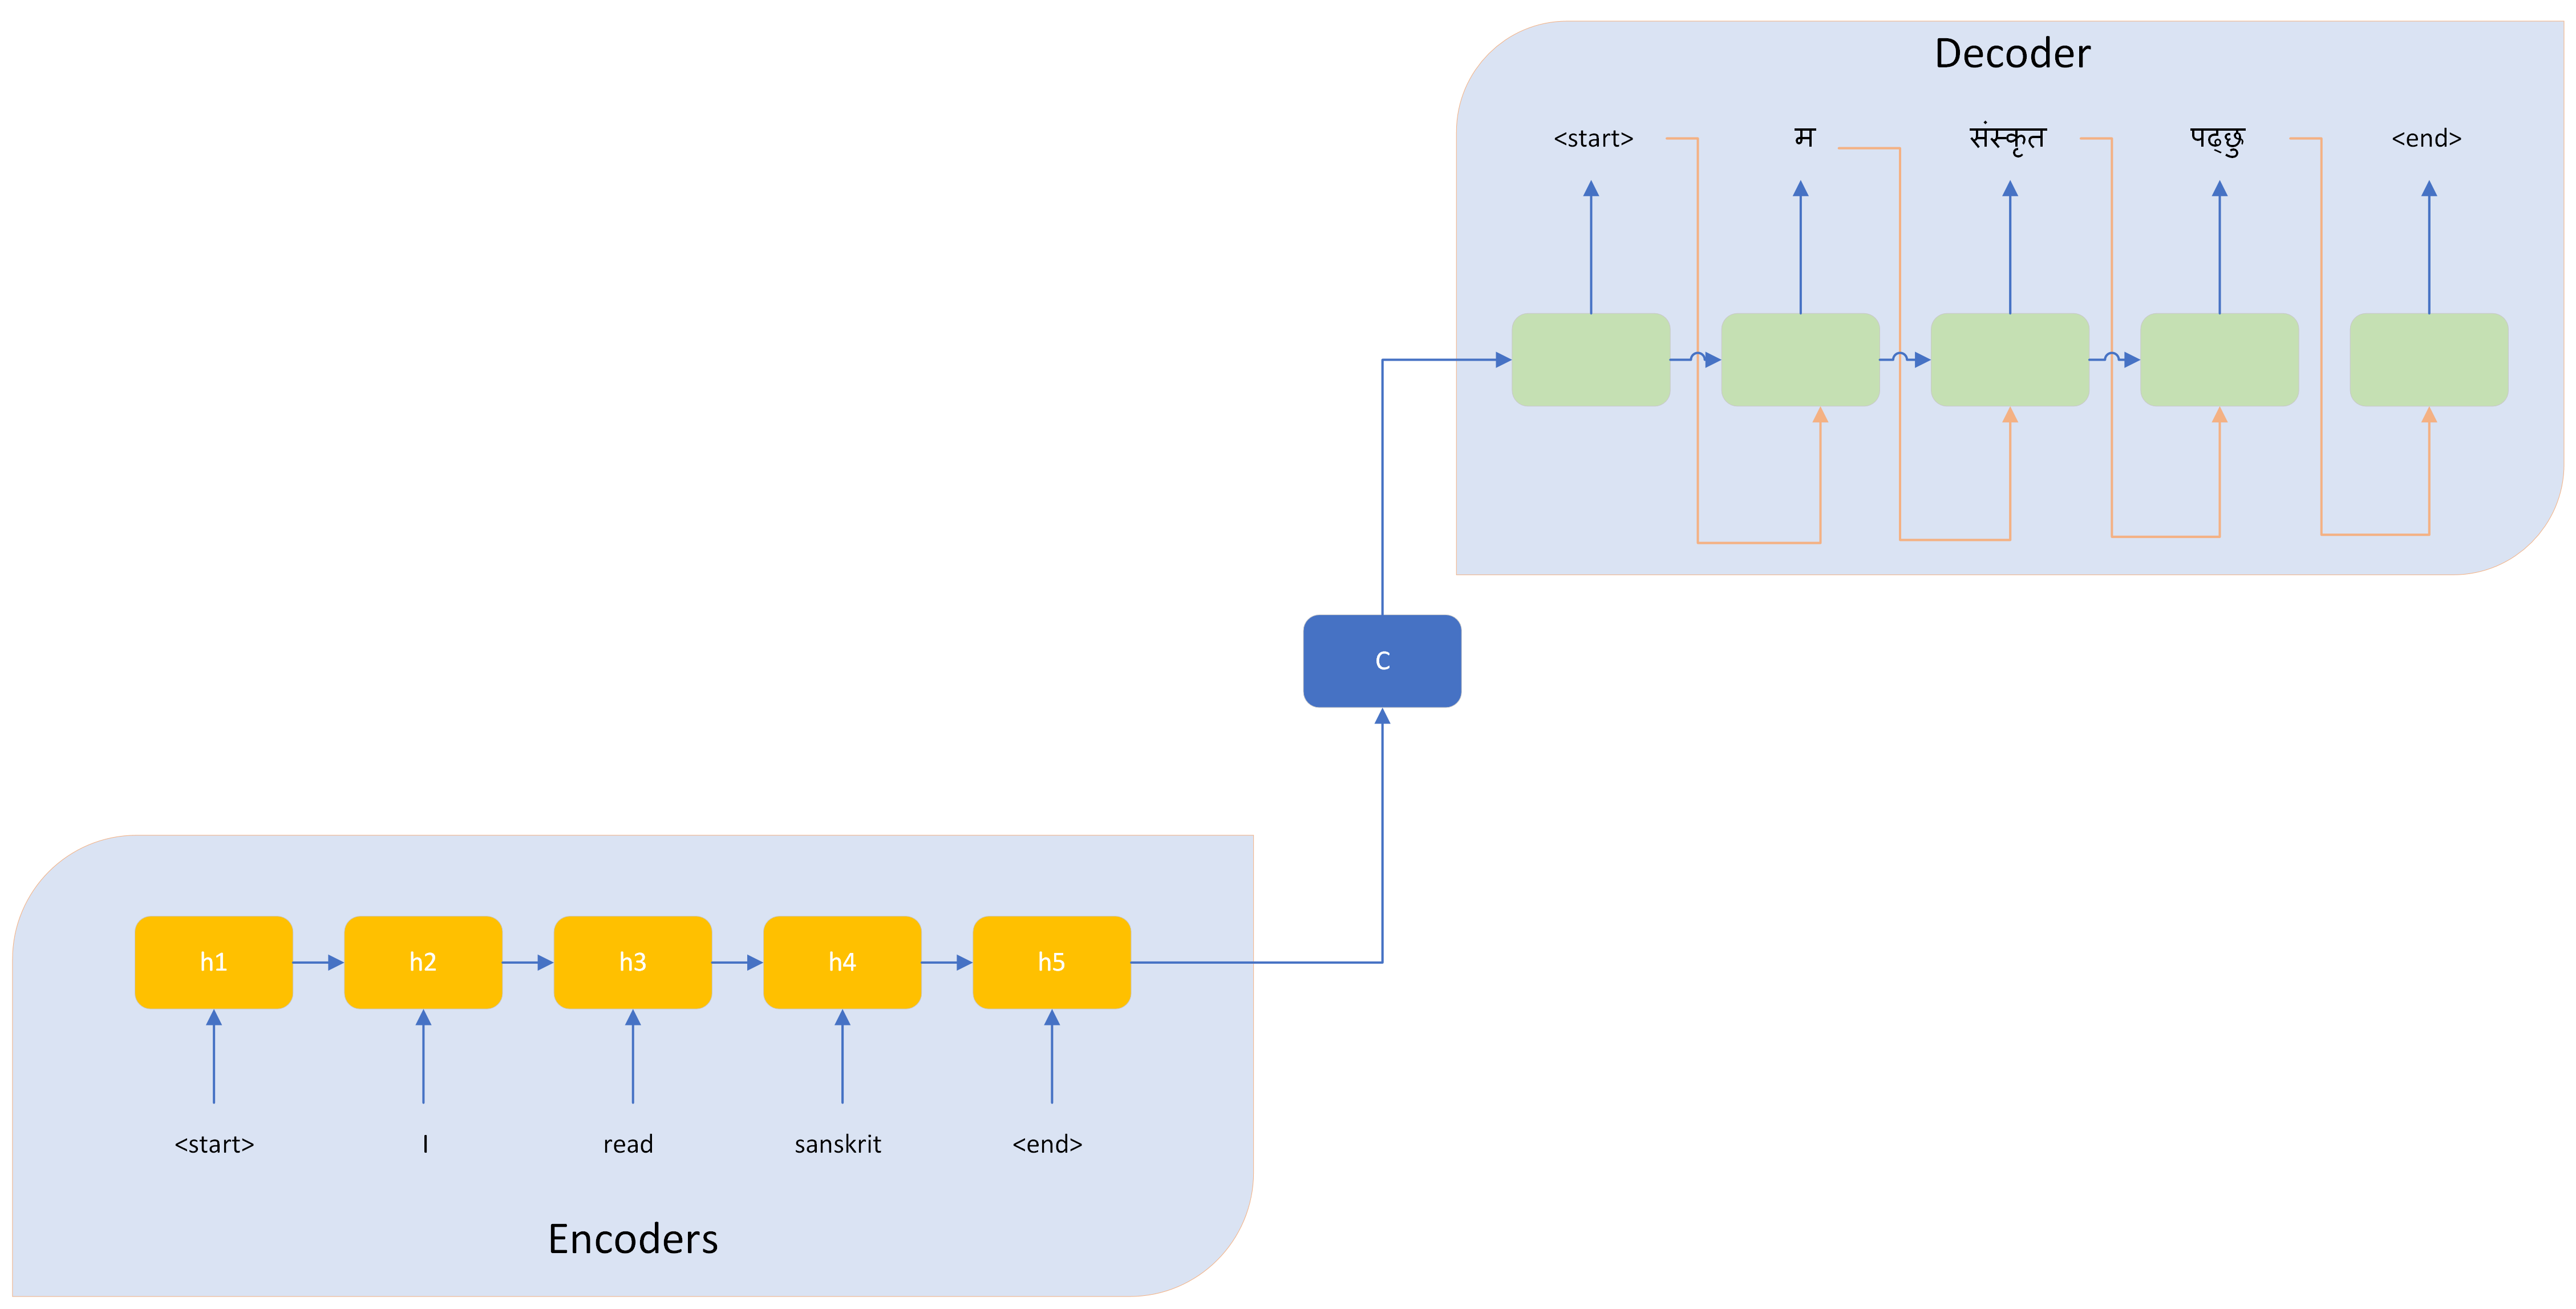 Decoder
<start> म संस्कृत पढ्छु <end>
C
h1 h2 h3 h4 h5
<start> I read sanskrit <end>
Encoders